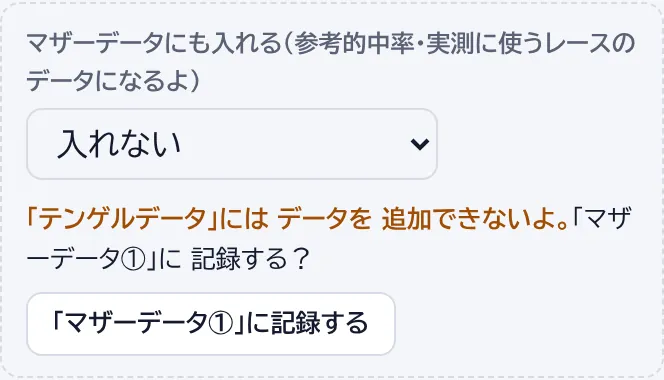 マザーデータにも入れる（参考的中率・実測に使うレースの
データになるよ）
入れない
「テンゲルデータ」には データを 追加できないよ。「マザ
ーデータ①」に 記録する？
「マザーデータ①」に記録する